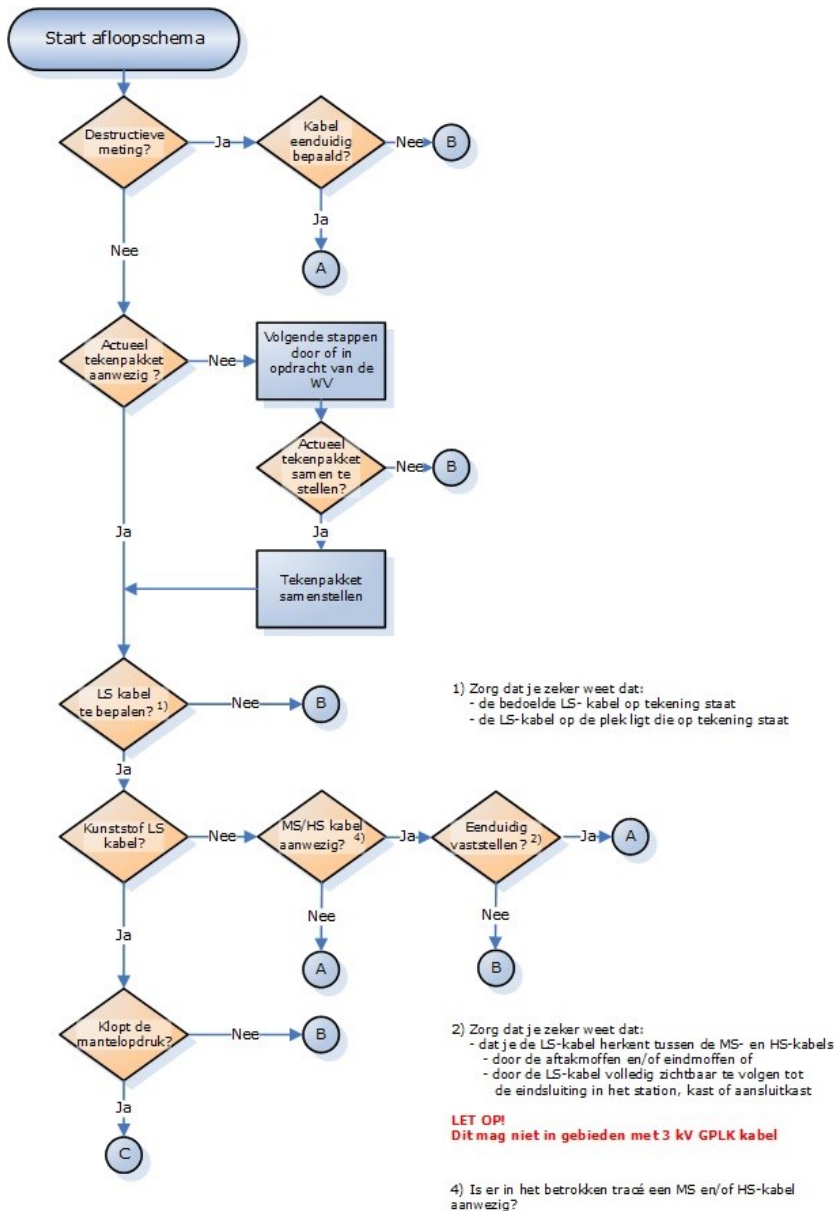 Start afloopschema
Destructieve
meting?
Ja
Kabel
eenduidig
bepaald?
Nee
B
Ja
A
Nee
Actueel
tekenpakket
aanwezig ?
Nee
Volgende stappen
door of in
opdracht van de
WV
Actueel
tekenpakket
samen te
stellen?
Nee
B
Ja
Ja
Tekenpakket
samenstellen
LS kabel
te bepalen? 1)
Nee
B
1) Zorg dat je zeker weet dat:
- de bedoelde LS- kabel op tekening staat
- de LS-kabel op de plek ligt die op tekening staat
Ja
Kunststof LS
kabel?
Nee
MS/HS kabel
aanwezig? 4)
Ja
Eenduidig
vaststellen? 2)
Ja
A
Nee
A
Nee
B
Ja
Klopt de
mantelopdruk?
Nee
B
2) Zorg dat je zeker weet dat:
- dat je de LS-kabel herkent tussen de MS- en HS-kabels
- door de aftakmoffen en/of eindmoffen of
- door de LS-kabel volledig zichtbaar te volgen tot
de eindsluiting in het station, kast of aansluitkast
Ja
C
LET OP!
Dit mag niet in gebieden met 3 kV GPLK kabel
4) Is er in het betrokken tracé een MS en/of HS-kabel
aanwezig?